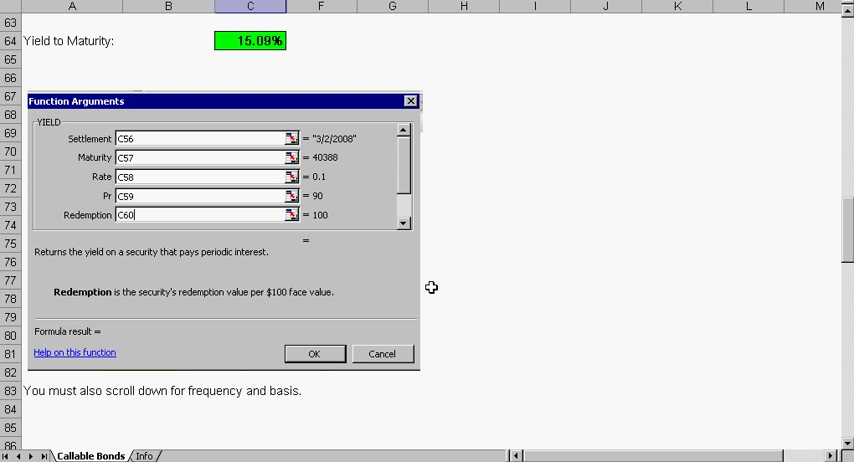 A B C F G H I J K L M
63
64 Yield to Maturity: 15.09%
65
66
67
Function Arguments
68
YIELD
69
Settlement C56 = "3/2/2008"
70
Maturity C57 = 40388
71
Rate C58 = 0.1
72
73
Pr C59 = 90
74
Redemption C60 = 100
75
=
Returns the yield on a security that pays periodic interest.
76
77
Redemption is the security's redemption value per $100 face value.
78
79
80
Formula result =
81
Help on this function OK Cancel
82
83 You must also scroll down for frequency and basis.
84
85
86
Callable Bonds Info